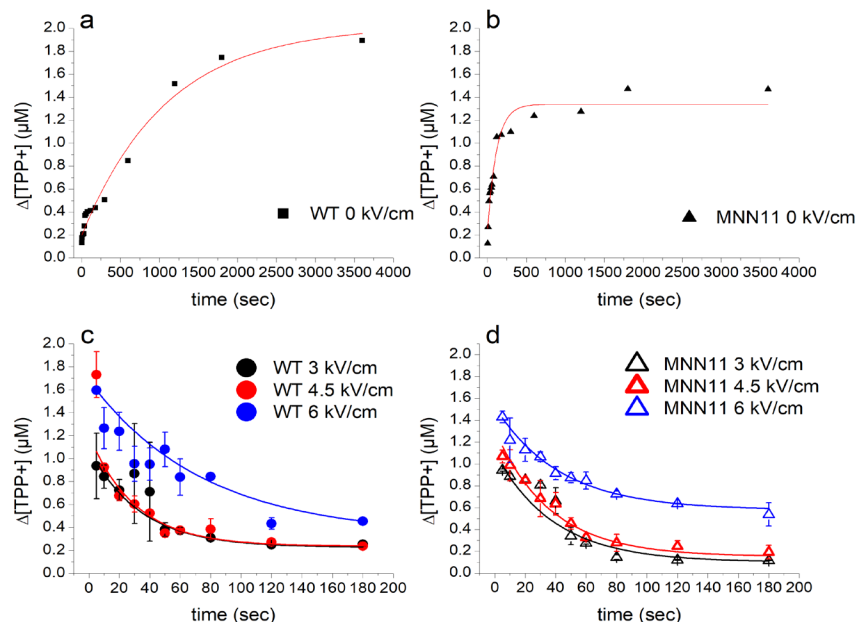 a
2.0
1.8
1.6
1.4
1.2
1.0
0.8
0.6
0.4
0.2
0.0
Δ[TPP+] (µM)
WT 0 kV/cm
0 500 1000 1500 2000 2500 3000 3500 4000
time (sec)
b
2.0
1.8
1.6
1.4
1.2
1.0
0.8
0.6
0.4
0.2
0.0
Δ[TPP+] (µM)
MNN11 0 kV/cm
0 500 1000 1500 2000 2500 3000 3500 4000
time (sec)
c
2.0
1.8
1.6
1.4
1.2
1.0
0.8
0.6
0.4
0.2
0.0
Δ[TPP+] (µM)
WT 3 kV/cm
WT 4.5 kV/cm
WT 6 kV/cm
0 20 40 60 80 100 120 140 160 180 200
time (sec)
d
2.0
1.8
1.6
1.4
1.2
1.0
0.8
0.6
0.4
0.2
0.0
Δ[TPP+] (µM)
MNN11 3 kV/cm
MNN11 4.5 kV/cm
MNN11 6 kV/cm
0 20 40 60 80 100 120 140 160 180 200
time (sec)